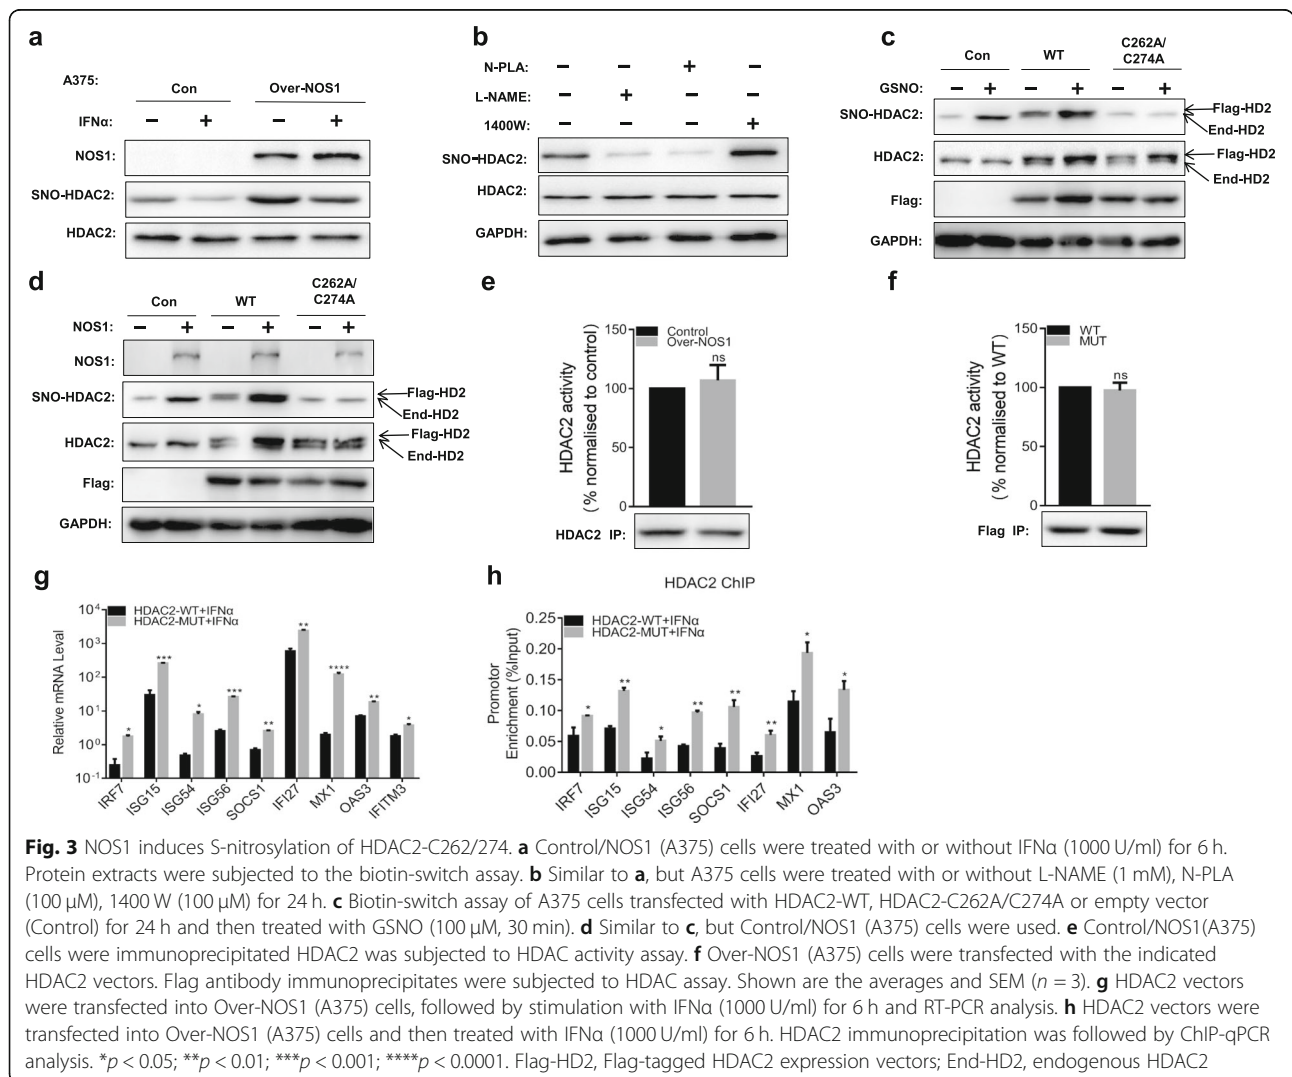 a
A375:
Con Over-NOS1
IFNα: – + – +
NOS1:
SNO-HDAC2:
HDAC2:
b
N-PLA: – – + –
L-NAME: – + – –
1400W: – – – +
SNO-HDAC2:
HDAC2:
GAPDH:
c
Con WT C262A/
C274A
GSNO: – + – + – +
SNO-HDAC2: Flag-HD2
End-HD2
HDAC2: Flag-HD2
End-HD2
Flag:
GAPDH:
d
Con WT C262A/
C274A
NOS1: – + – + – +
NOS1:
SNO-HDAC2: Flag-HD2
End-HD2
HDAC2: Flag-HD2
End-HD2
Flag:
GAPDH:
e
HDAC2 activity
(% normalised to control)
150
100
50
0
Control
Over-NOS1
ns
HDAC2 IP:
f
HDAC2 activity
(% normalised to WT)
150
100
50
0
WT
MUT
ns
Flag IP:
g
Relative mRNA Level
10⁴
10³
10²
10¹
10⁰
10⁻¹
HDAC2-WT+IFNα
HDAC2-MUT+IFNα
* *** * *** ** ** **** ** *
IRF7 ISG15 ISG54 ISG56 SOCS1 IFI27 MX1 OAS3 IFITM3
h
HDAC2 ChIP
Promotor
Enrichment (%Input)
0.25
0.20
0.15
0.10
0.05
0.00
HDAC2-WT+IFNα
HDAC2-MUT+IFNα
* ** * ** ** ** * *
IRF7 ISG15 ISG54 ISG56 SOCS1 IFI27 MX1 OAS3
Fig. 3 NOS1 induces S-nitrosylation of HDAC2-C262/274. a Control/NOS1 (A375) cells were treated with or without IFNα (1000 U/ml) for 6 h.
Protein extracts were subjected to the biotin-switch assay. b Similar to a, but A375 cells were treated with or without L-NAME (1 mM), N-PLA
(100 μM), 1400 W (100 μM) for 24 h. c Biotin-switch assay of A375 cells transfected with HDAC2-WT, HDAC2-C262A/C274A or empty vector
(Control) for 24 h and then treated with GSNO (100 μM, 30 min). d Similar to c, but Control/NOS1 (A375) cells were used. e Control/NOS1(A375)
cells were immunoprecipitated HDAC2 was subjected to HDAC activity assay. f Over-NOS1 (A375) cells were transfected with the indicated
HDAC2 vectors. Flag antibody immunoprecipitates were subjected to HDAC assay. Shown are the averages and SEM (n = 3). g HDAC2 vectors
were transfected into Over-NOS1 (A375) cells, followed by stimulation with IFNα (1000 U/ml) for 6 h and RT-PCR analysis. h HDAC2 vectors were
transfected into Over-NOS1 (A375) cells and then treated with IFNα (1000 U/ml) for 6 h. HDAC2 immunoprecipitation was followed by ChIP-qPCR
analysis. *p < 0.05; **p < 0.01; ***p < 0.001; ****p < 0.0001. Flag-HD2, Flag-tagged HDAC2 expression vectors; End-HD2, endogenous HDAC2